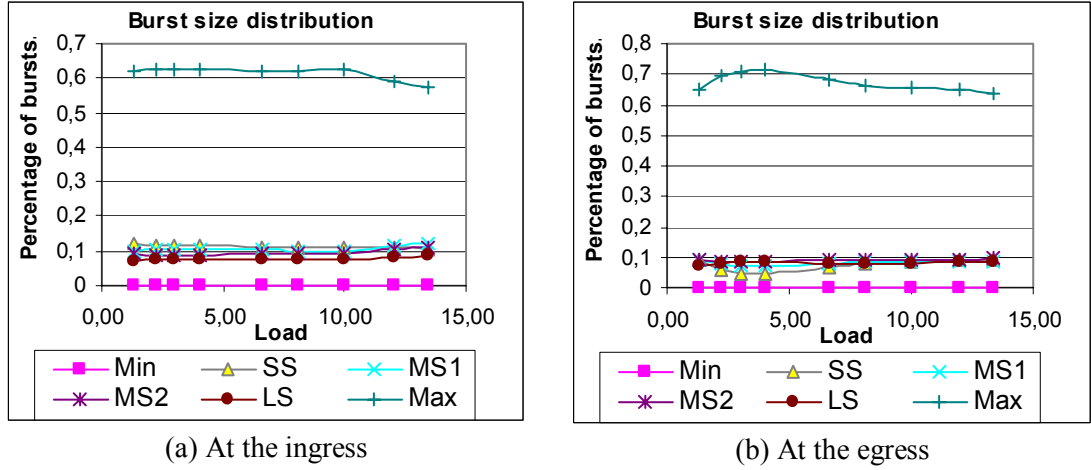 Burst size distribution
Percentage of bursts.
0,7
0,6
0,5
0,4
0,3
0,2
0,1
0
0,00
5,00
10,00
15,00
Load
Min
SS
MS1
MS2
LS
Max
(a) At the ingress
Burst size distribution
Percentage of bursts.
0,8
0,7
0,6
0,5
0,4
0,3
0,2
0,1
0
0,00
5,00
10,00
15,00
Load
Min
SS
MS1
MS2
LS
Max
(b) At the egress